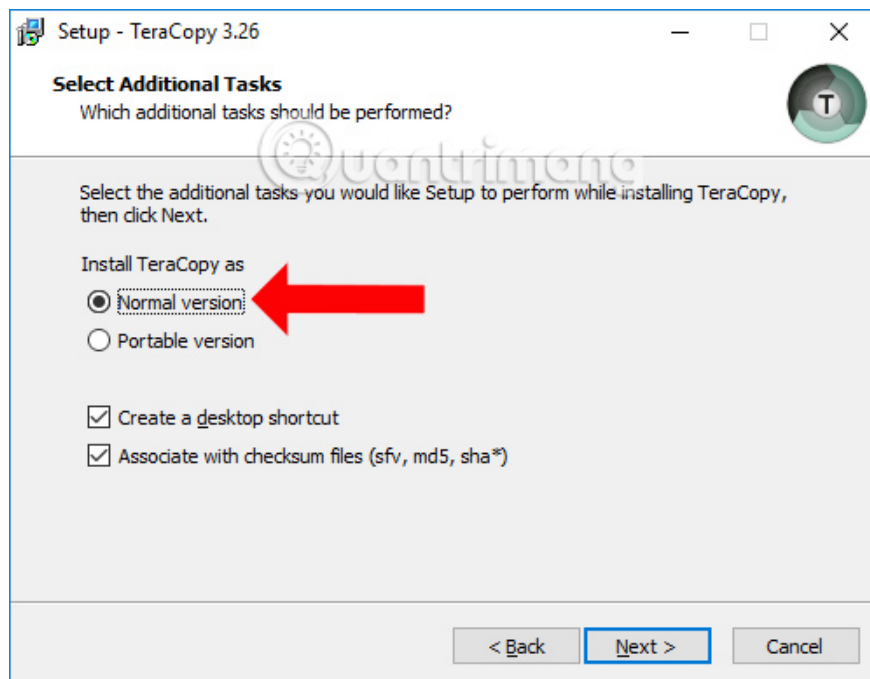 Setup - TeraCopy 3.26
Select Additional Tasks
Which additional tasks should be performed?
T
Quantrimang
Select the additional tasks you would like Setup to perform while installing TeraCopy,
then click Next.
Install TeraCopy as
Normal version
Portable version
Create a desktop shortcut
Associate with checksum files (sfv, md5, sha*)
< Back
Next >
Cancel